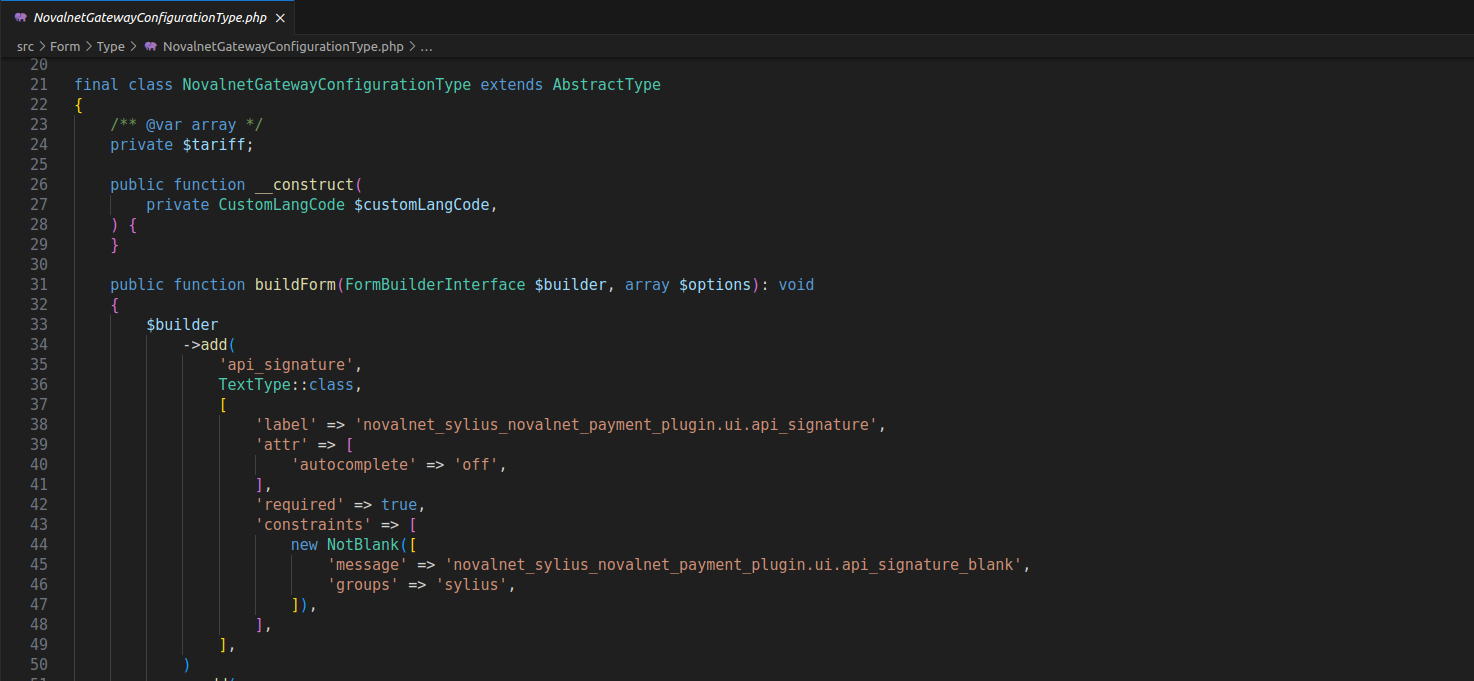 NovalnetGatewayConfigurationType.php ×
src > Form > Type > NovalnetGatewayConfigurationType.php > ...
20
21 final class NovalnetGatewayConfigurationType extends AbstractType
22 {
23     /** @var array */
24     private $tariff;
25
26     public function __construct(
27         private CustomLangCode $customLangCode,
28     ) {
29     }
30
31     public function buildForm(FormBuilderInterface $builder, array $options): void
32     {
33         $builder
34             ->add(
35                 'api_signature',
36                 TextType::class,
37                 [
38                     'label' => 'novalnet_sylius_novalnet_payment_plugin.ui.api_signature',
39                     'attr' => [
40                         'autocomplete' => 'off',
41                     ],
42                     'required' => true,
43                     'constraints' => [
44                         new NotBlank([
45                             'message' => 'novalnet_sylius_novalnet_payment_plugin.ui.api_signature_blank',
46                             'groups' => 'sylius',
47                         ]),
48                     ],
49                 ],
50             )